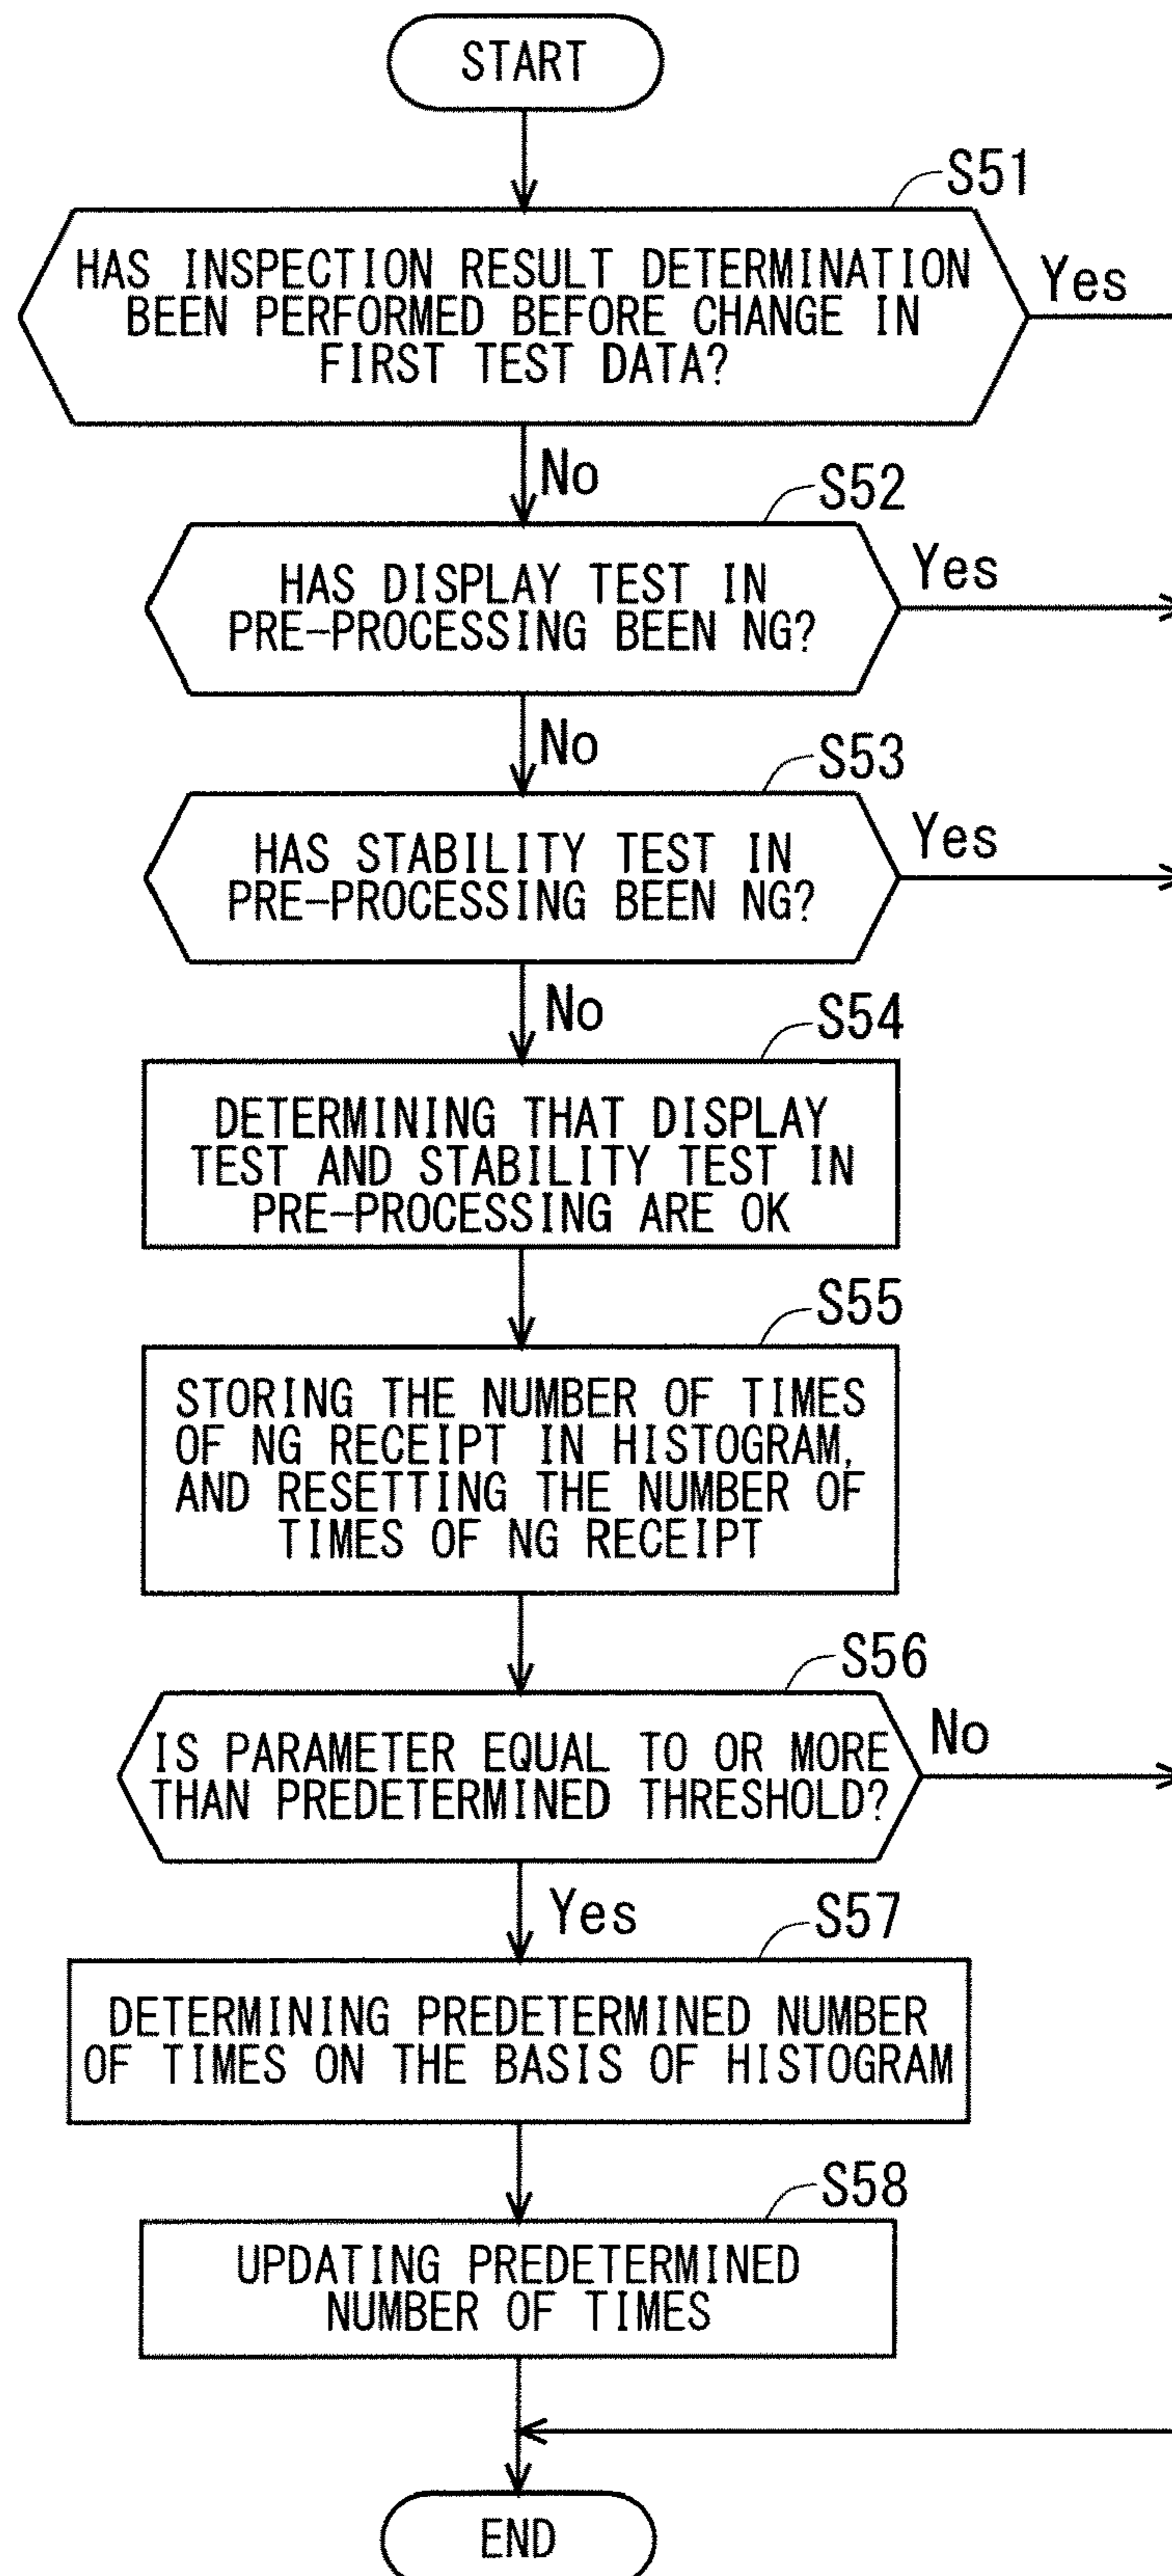 START
S51
HAS INSPECTION RESULT DETERMINATION
BEEN PERFORMED BEFORE CHANGE IN
FIRST TEST DATA?
Yes
No
S52
HAS DISPLAY TEST IN
PRE-PROCESSING BEEN NG?
Yes
No
S53
HAS STABILITY TEST IN
PRE-PROCESSING BEEN NG?
Yes
No
S54
DETERMINING THAT DISPLAY
TEST AND STABILITY TEST IN
PRE-PROCESSING ARE OK
S55
STORING THE NUMBER OF TIMES
OF NG RECEIPT IN HISTOGRAM,
AND RESETTING THE NUMBER OF
TIMES OF NG RECEIPT
S56
IS PARAMETER EQUAL TO OR MORE
THAN PREDETERMINED THRESHOLD?
No
Yes
S57
DETERMINING PREDETERMINED NUMBER
OF TIMES ON THE BASIS OF HISTOGRAM
S58
UPDATING PREDETERMINED
NUMBER OF TIMES
END